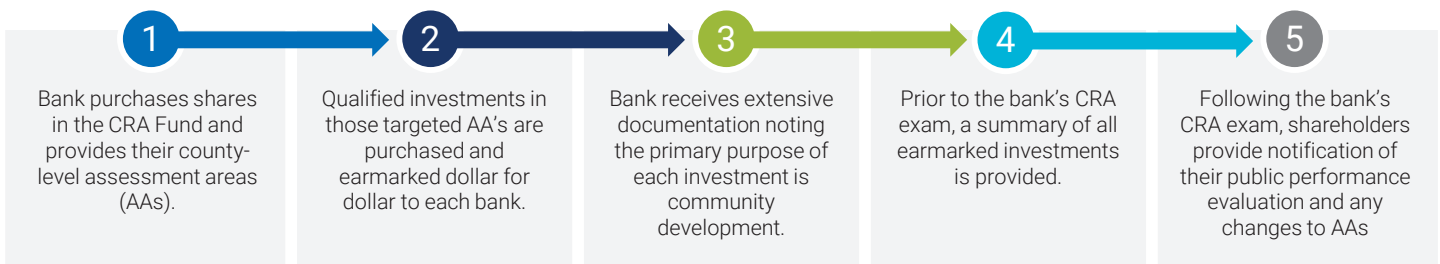 1
Bank purchases shares
in the CRA Fund and
provides their county-
level assessment areas
(AAs).
2
Qualified investments in
those targeted AA's are
purchased and
earmarked dollar for
dollar to each bank.
3
Bank receives extensive
documentation noting
the primary purpose of
each investment is
community
development.
4
Prior to the bank's CRA
exam, a summary of all
earmarked investments
is provided.
5
Following the bank's
CRA exam, shareholders
provide notification of
their public performance
evaluation and any
changes to AAs